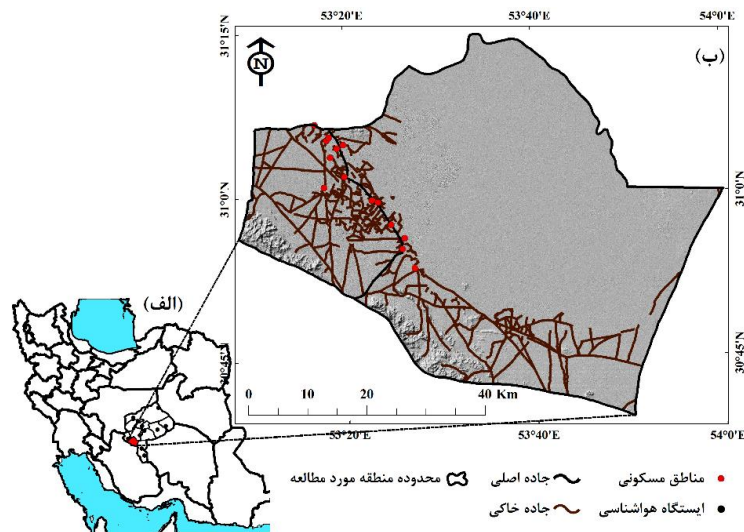 53°20'E 53°40'E 54°0'E
31°15'N
(ب)
N
31°0'N 31°0'N
(الف)
30°45'N 30°45'N
0 10 20 40 Km
53°20'E 53°40'E 54°0'E
مناطق مسکونی جاده اصلی محدوده منطقه مورد مطالعه
ایستگاه هواشناسی جاده خاکی